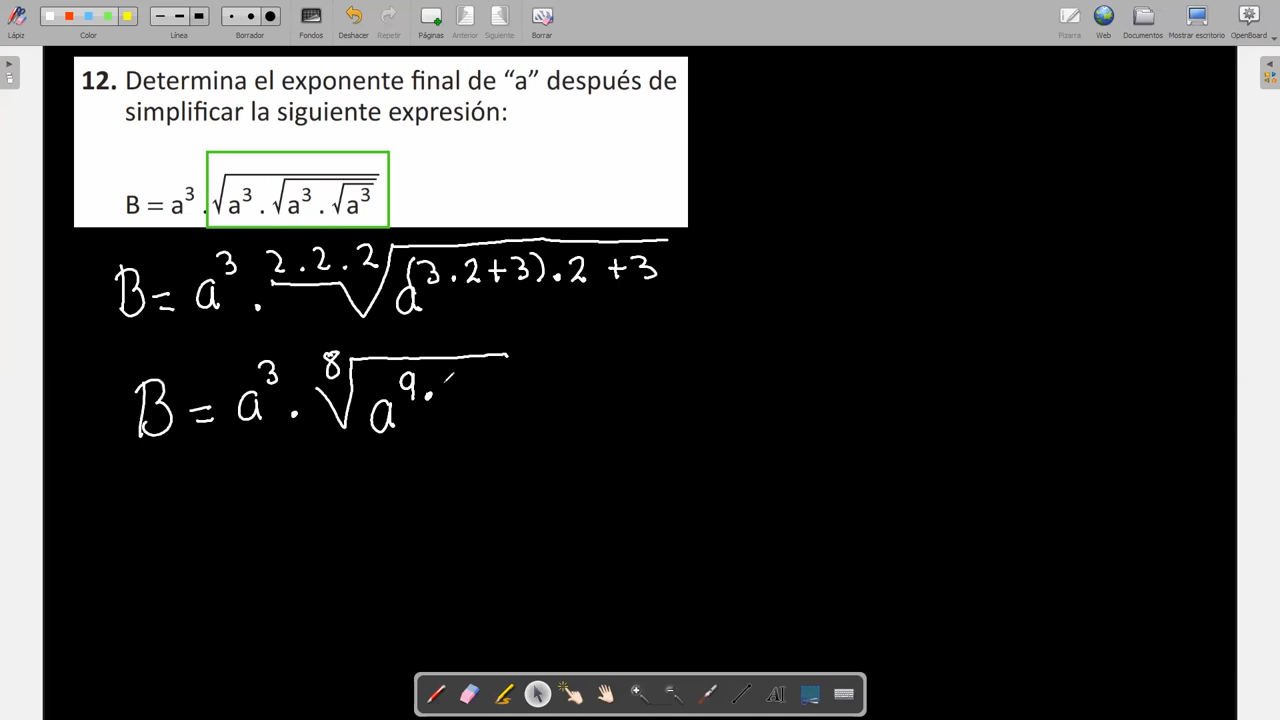 Lápiz Color Línea Borrador Fondos Deshacer Repetir Páginas Anterior Siguiente Borrar Pizarra Web Documentos Mostrar escritorio OpenBoard
12. Determina el exponente final de “a” después de
simplificar la siguiente expresión:
B = a³ . √(a³ . √(a³ . √(a³)))
B = a³ . ²·²·²√(a^(3.2+3).2+3)
B = a³ . ⁸√(a⁹·
AI